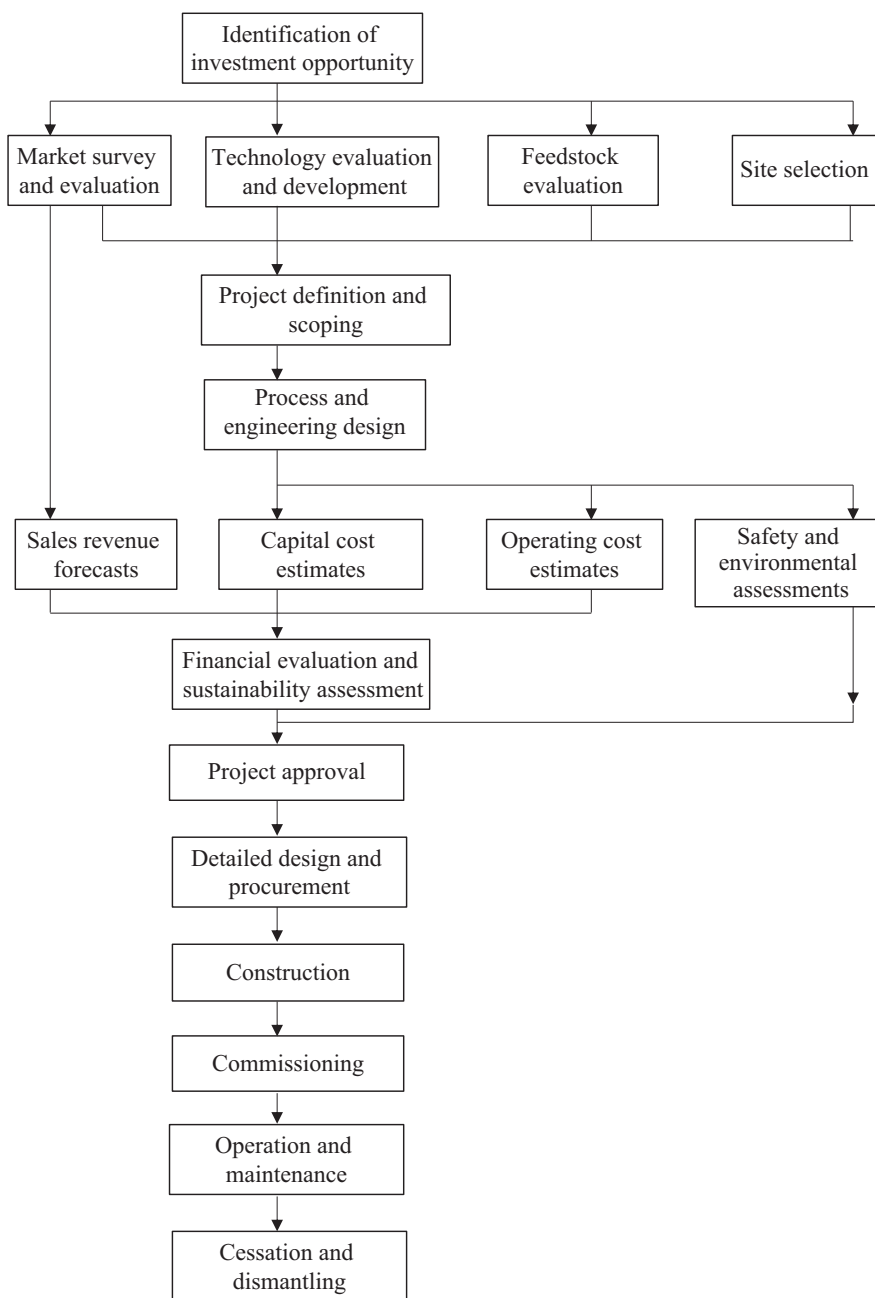 Identification of
investment opportunity
Market survey
and evaluation
Technology evaluation
and development
Feedstock
evaluation
Site selection
Project definition and
scoping
Process and
engineering design
Sales revenue
forecasts
Capital cost
estimates
Operating cost
estimates
Safety and
environmental
assessments
Financial evaluation and
sustainability assessment
Project approval
Detailed design and
procurement
Construction
Commissioning
Operation and
maintenance
Cessation and
dismantling